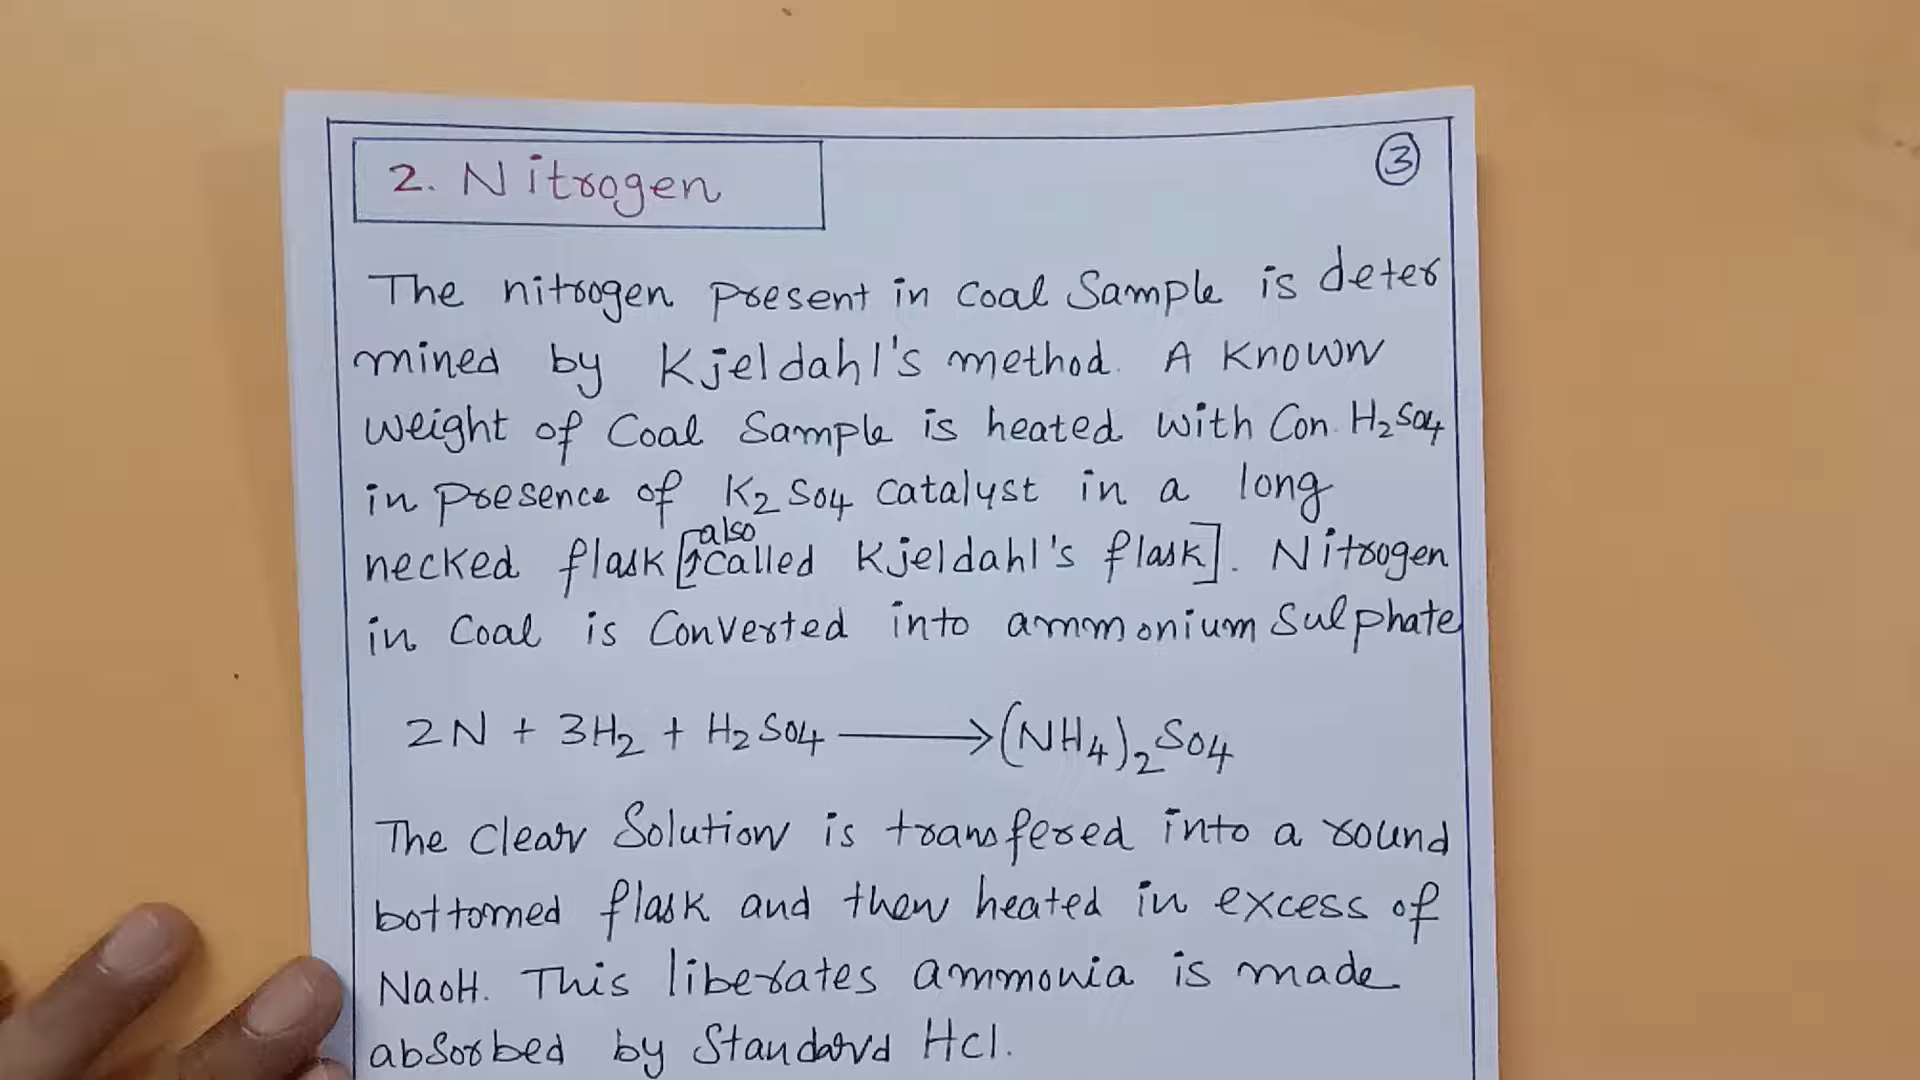 2. Nitrogen
3
The nitrogen present in coal Sample is deter
mined by Kjeldahl's method. A known
weight of Coal Sample is heated with Con. H2SO4
in presence of K2SO4 catalyst in a long
necked flask [also called Kjeldahl's flask]. Nitrogen
in Coal is Converted into ammonium Sulphate
2N + 3H2 + H2SO4 ⟶ (NH4)2SO4
The Clear Solution is transfered into a round
bottomed flask and then heated in excess of
NaOH. This liberates ammonia is made
absorbed by Standard HCl.